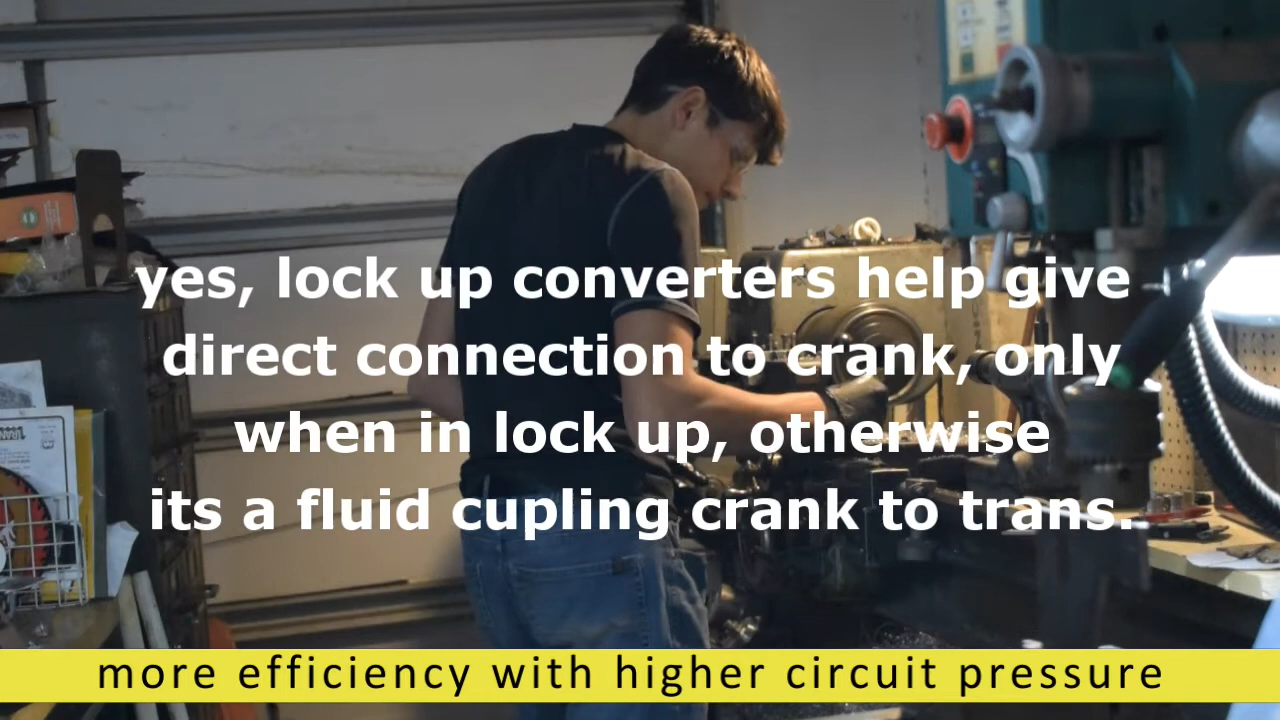 yes, lock up converters help give
direct connection to crank, only
when in lock up, otherwise
its a fluid cupling crank to trans.
more efficiency with higher circuit pressure